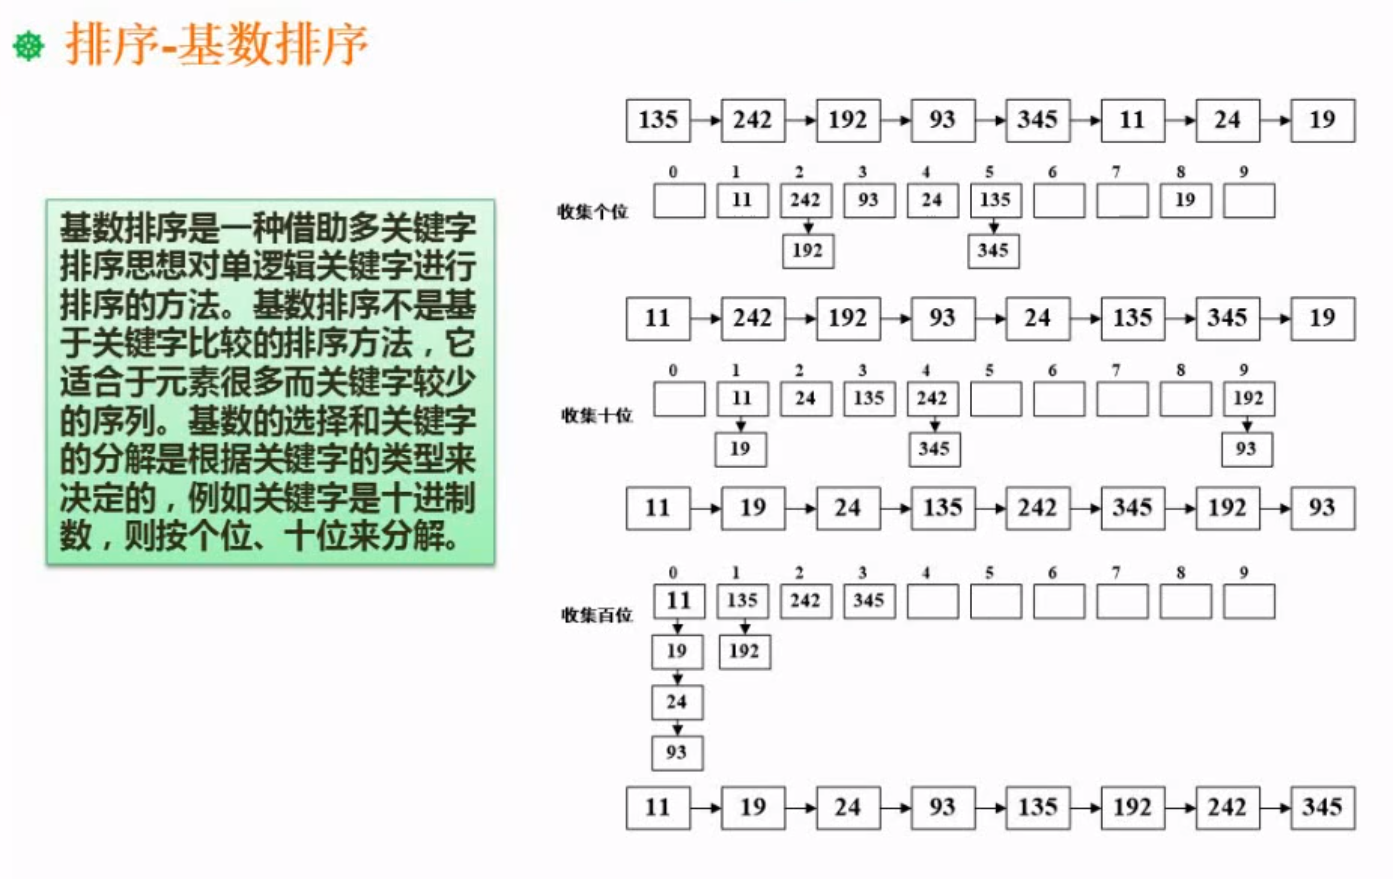 排序-基数排序
基数排序是一种借助多关键字
排序思想对单逻辑关键字进行
排序的方法。基数排序不是基
于关键字比较的排序方法，它
适合于元素很多而关键字较少
的序列。基数的选择和关键字
的分解是根据关键字的类型来
决定的，例如关键字是十进制
数，则按个位、十位来分解。
135 242 192 93 345 11 24 19
0 1 2 3 4 5 6 7 8 9
收集个位 11 242 93 24 135 19
192 345
11 242 192 93 24 135 345 19
0 1 2 3 4 5 6 7 8 9
收集十位 11 24 135 242 192
19 345 93
11 19 24 135 242 345 192 93
0 1 2 3 4 5 6 7 8 9
收集百位 11 135 242 345
19 192
24
93
11 19 24 93 135 192 242 345